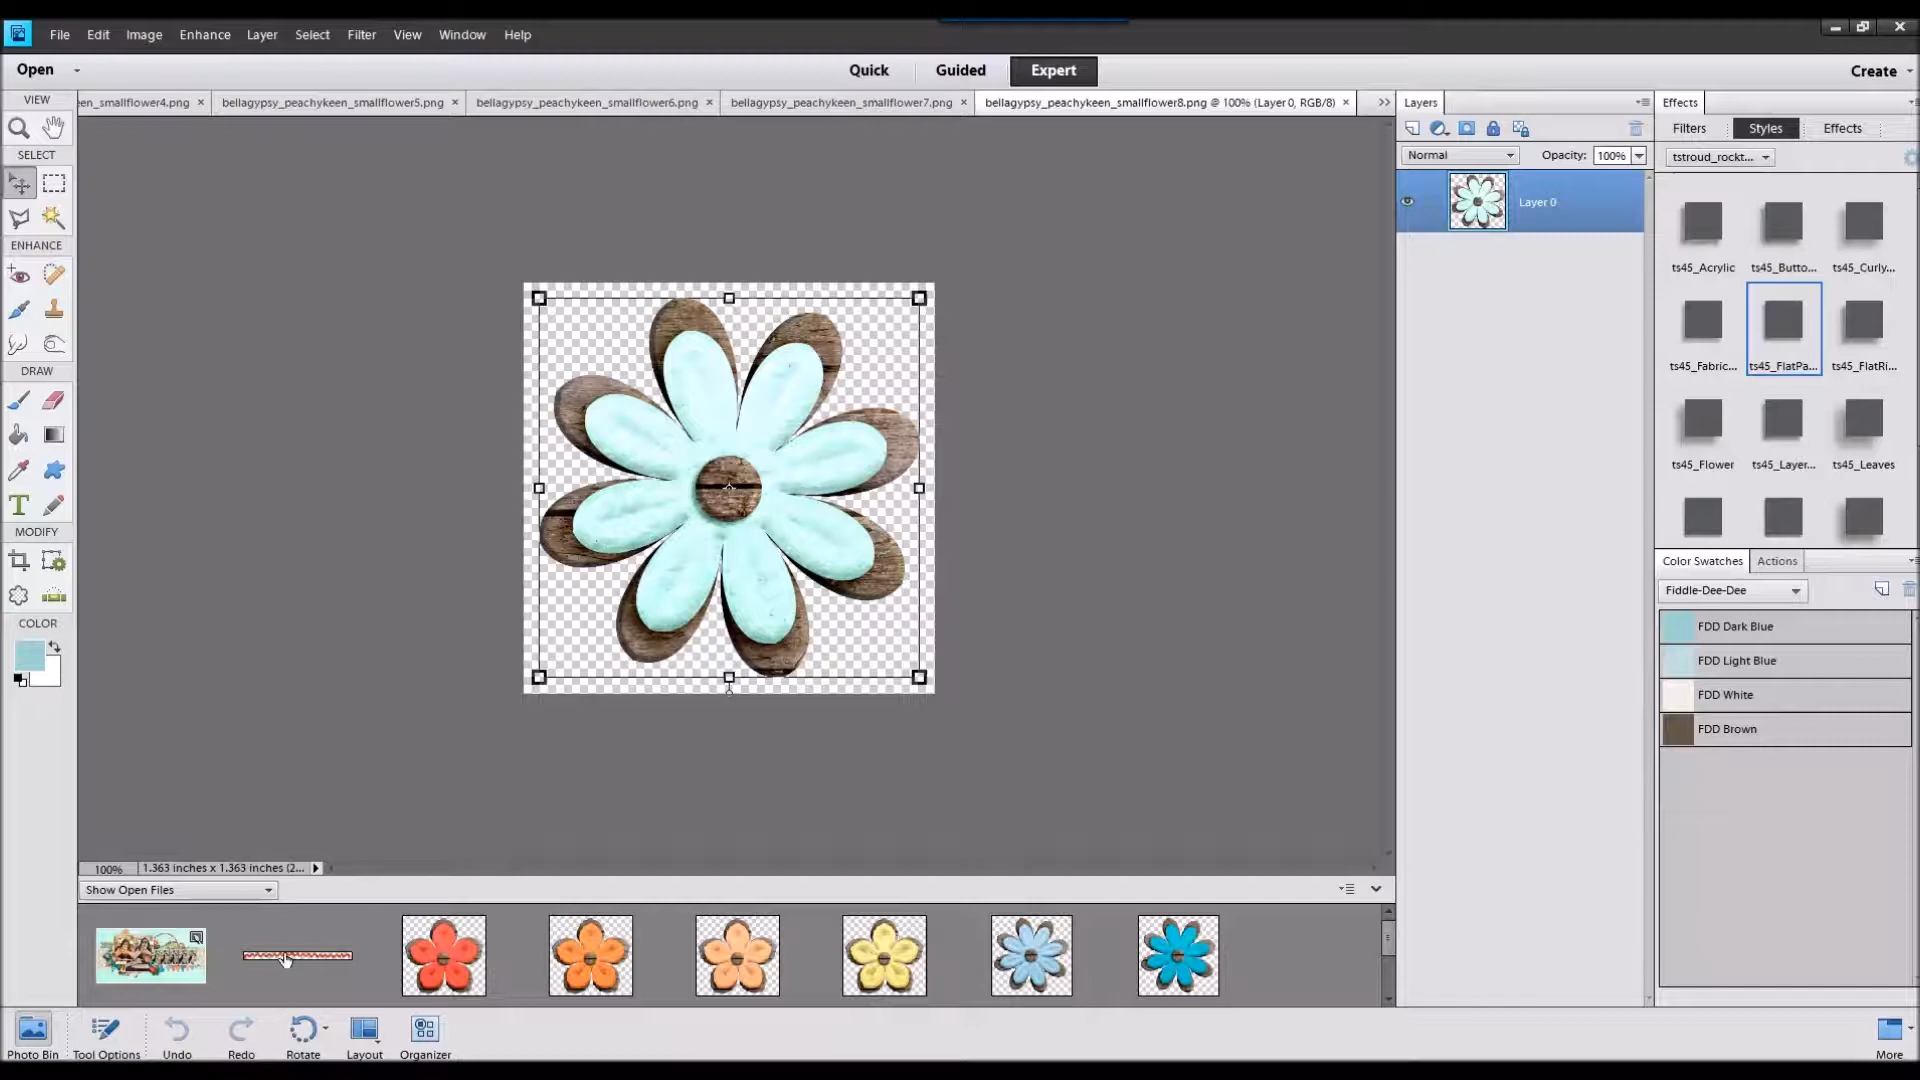 File Edit Image Enhance Layer Select Filter View Window Help
Open Quick Guided Expert Create
VIEW
en_smallflower4.png bellagypsy_peachykeen_smallflower5.png bellagypsy_peachykeen_smallflower6.png bellagypsy_peachykeen_smallflower7.png bellagypsy_peachykeen_smallflower8.png @ 100% (Layer 0, RGB/8)
Layers
Effects
Filters Styles Effects
SELECT
Normal Opacity: 100%
tstroud_rockt...
Layer 0
ENHANCE
ts45_Acrylic ts45_Butto... ts45_Curly...
ts45_Fabric... ts45_FlatPa... ts45_FlatRi...
DRAW
ts45_Flower ts45_Layer... ts45_Leaves
T
MODIFY
Color Swatches Actions
Fiddle-Dee-Dee
COLOR
FDD Dark Blue
FDD Light Blue
FDD White
FDD Brown
100% 1.363 inches x 1.363 inches (2...
Show Open Files
Photo Bin Tool Options Undo Redo Rotate Layout Organizer More